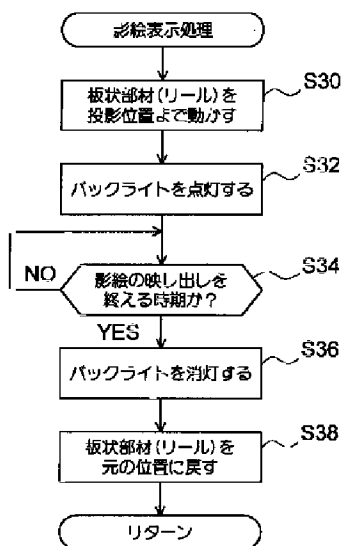 影絵表示処理
S30
板状部材(リール)を
投影位置まで動かす
S32
バックライトを点灯する
NO
S34
影絵の映し出しを
終える時期か?
YES
S36
バックライトを消灯する
S38
板状部材(リール)を
元の位置に戻す
リターン